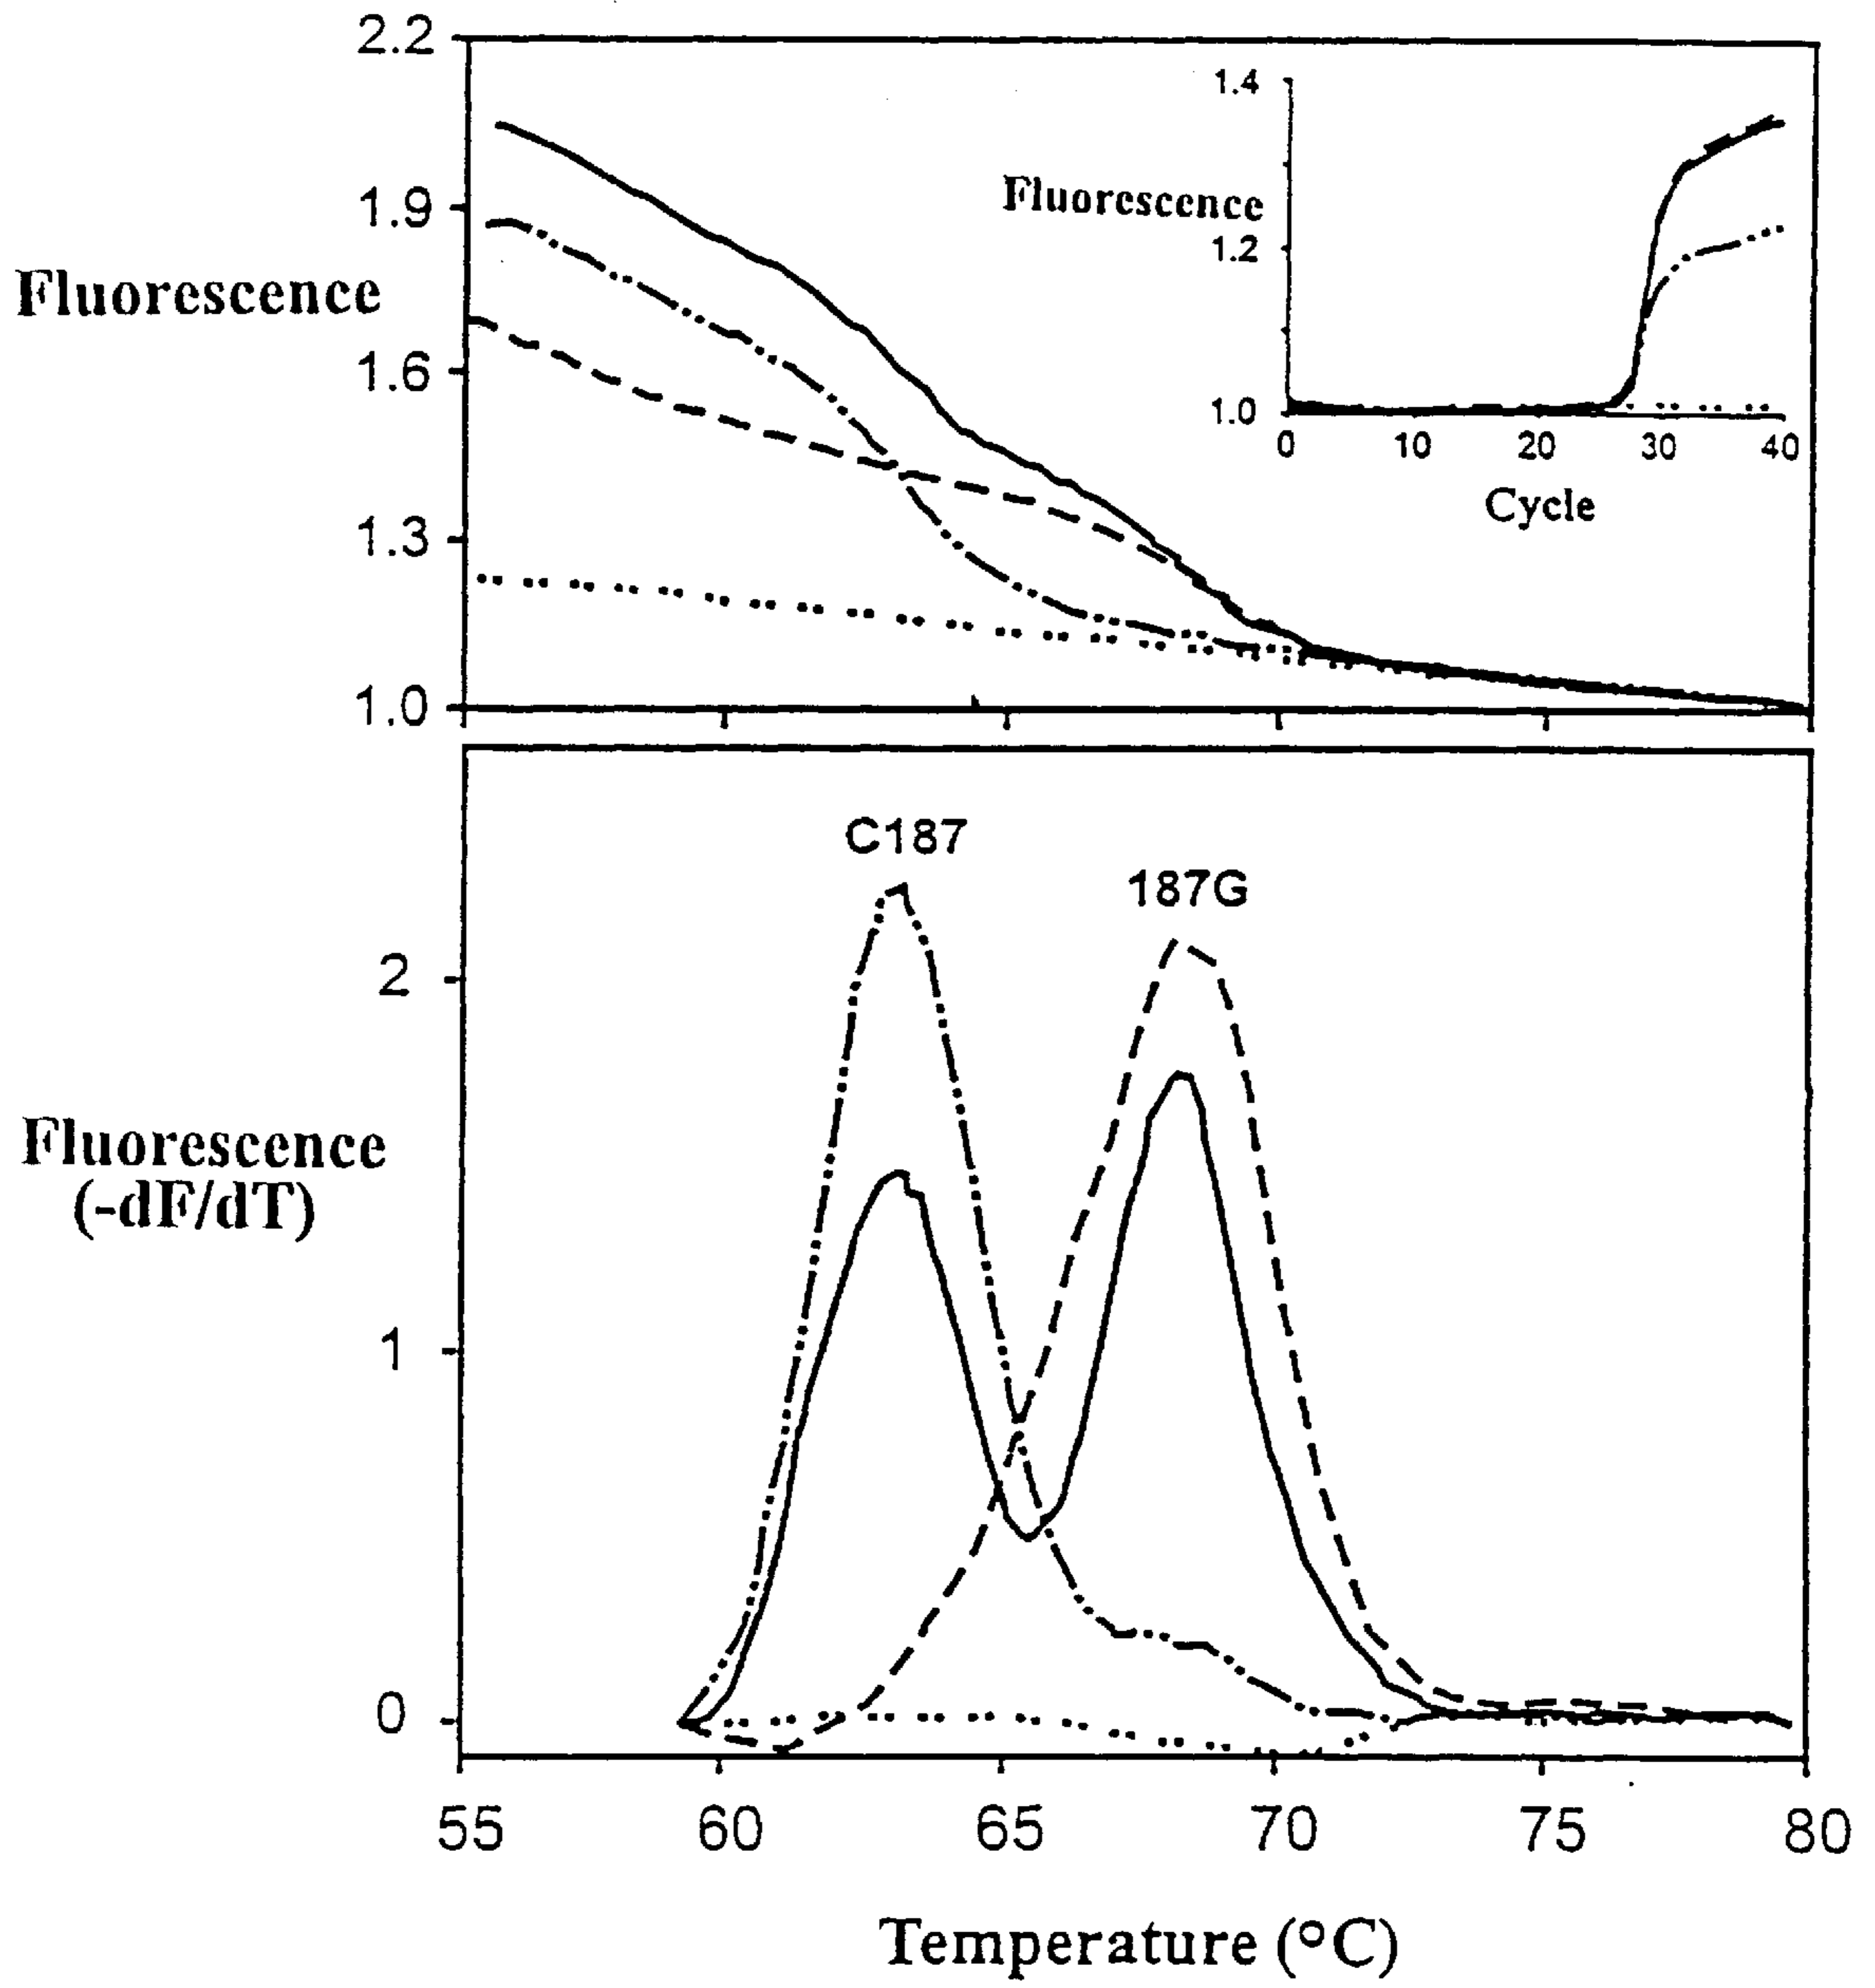 2.2
1.9
Fluorescence
1.6
1.3
1.0
1.4
Fluorescence
1.2
1.0
0 10 20 30 40
Cycle
C187
187G
2
Fluorescence
(-dF/dT)
1
0
55 60 65 70 75 80
Temperature (°C)